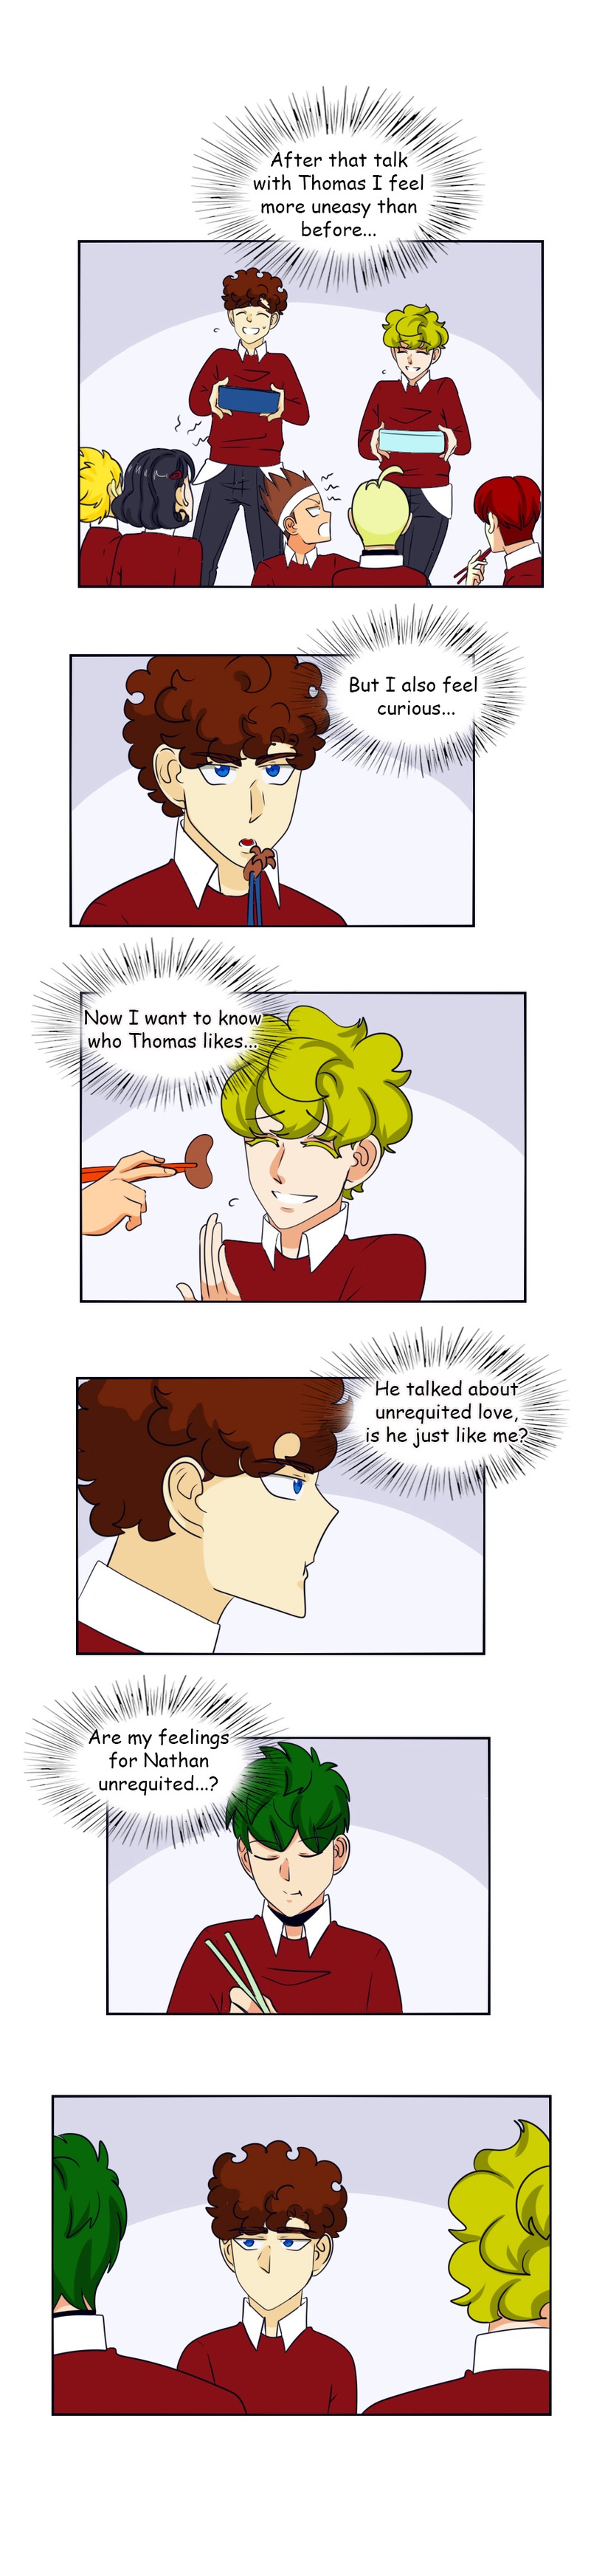 After that talk
with Thomas I feel
more uneasy than
before...
But I also feel
curious...
Now I want to know
who Thomas likes...
He talked about
unrequited love,
is he just like me?
Are my feelings
for Nathan
unrequited...?